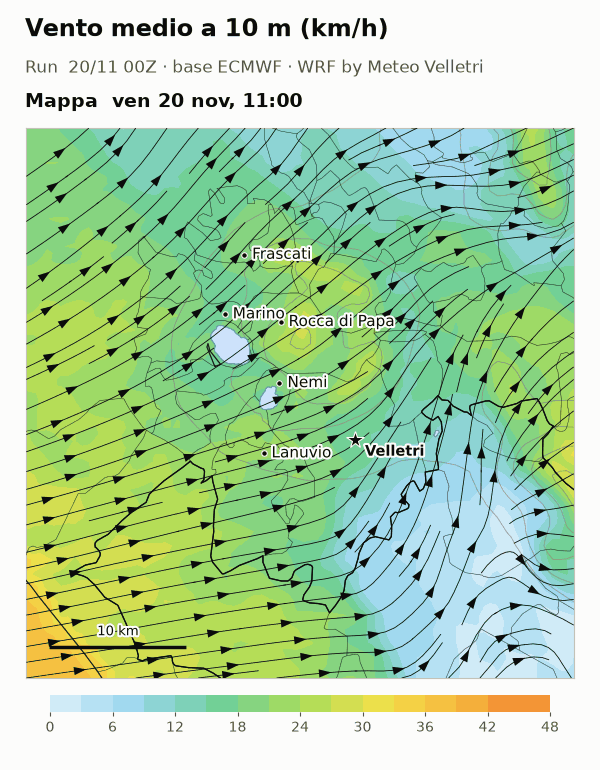 Vento medio a 10 m (km/h)
Run  20/11 00Z · base ECMWF · WRF by Meteo Velletri
Mappa  ven 20 nov, 11:00
Frascati
Marino
Rocca di Papa
Nemi
Velletri
Lanuvio
10 km
0 6 12 18 24 30 36 42 48